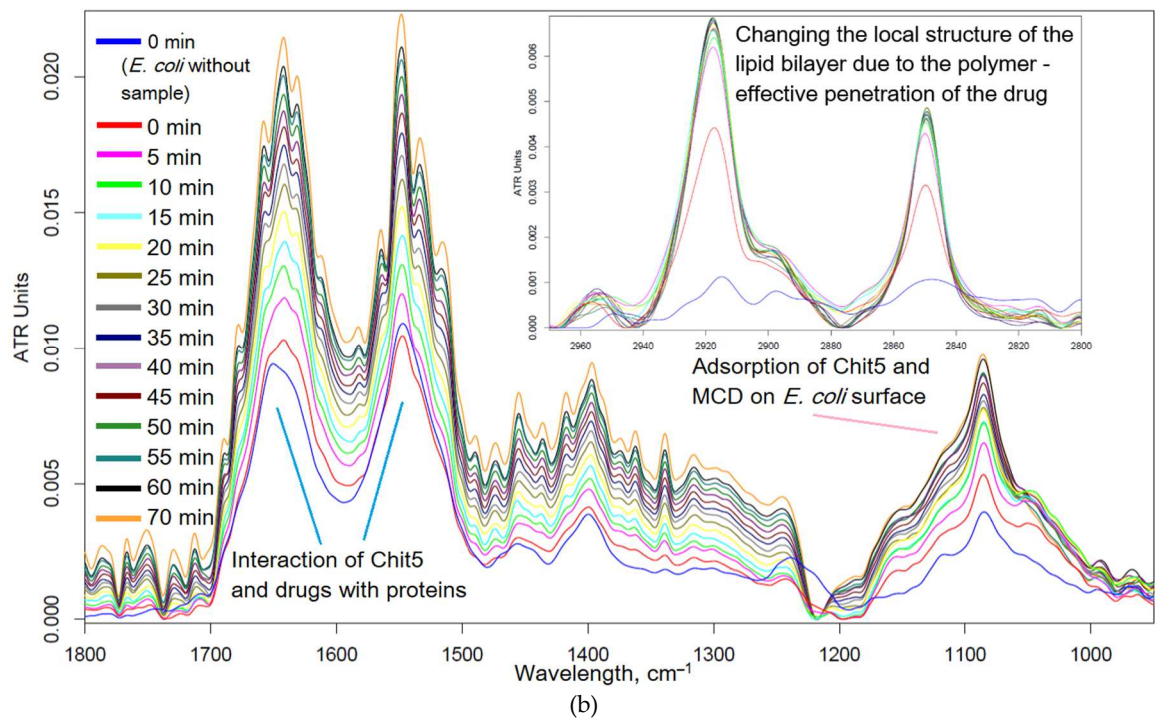 0 min
(E. coli without
sample)
0 min
5 min
10 min
15 min
20 min
25 min
30 min
35 min
40 min
45 min
50 min
55 min
60 min
70 min
ATR Units
0.020
0.015
0.010
0.005
0.000
Changing the local structure of the
lipid bilayer due to the polymer -
effective penetration of the drug
ATR Units
0.006
0.005
0.004
0.003
0.002
0.001
0.000
2960 2940 2920 2900 2880 2860 2840 2820 2800
Adsorption of Chit5 and
MCD on E. coli surface
Interaction of Chit5
and drugs with proteins
1800 1700 1600 1500 1400 1300 1200 1100 1000
Wavelength, cm⁻¹
(b)